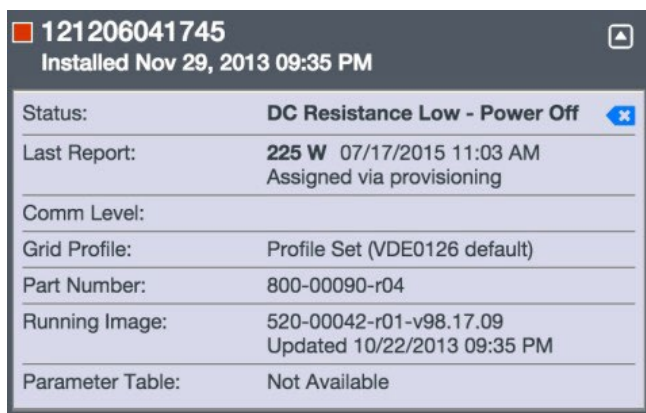 121206041745
Installed Nov 29, 2013 09:35 PM
Status: DC Resistance Low - Power Off
Last Report: 225 W 07/17/2015 11:03 AM
Assigned via provisioning
Comm Level:
Grid Profile: Profile Set (VDE0126 default)
Part Number: 800-00090-r04
Running Image: 520-00042-r01-v98.17.09
Updated 10/22/2013 09:35 PM
Parameter Table: Not Available